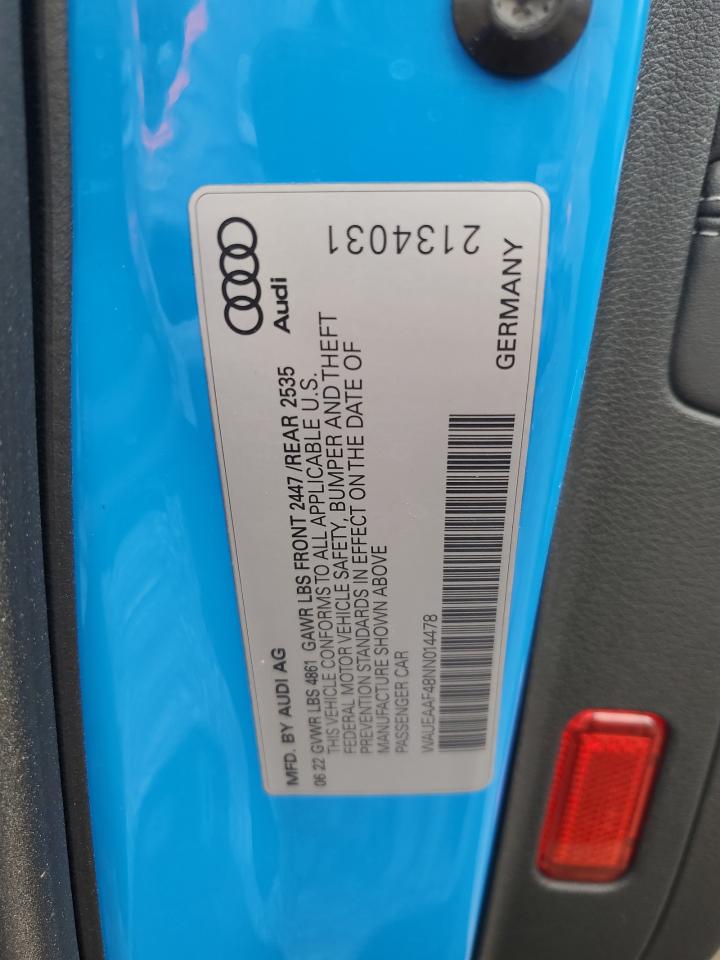 Audi
2134031
GERMANY
MFD. BY AUDI AG
06.22 GVWR LBS 4861 GAWR LBS FRONT 2447 /REAR 2535
THIS VEHICLE CONFORMS TO ALL APPLICABLE U.S.
FEDERAL MOTOR VEHICLE SAFETY, BUMPER AND THEFT
PREVENTION STANDARDS IN EFFECT ON THE DATE OF
MANUFACTURE SHOWN ABOVE
PASSENGER CAR
WAUEAAF48NN014478